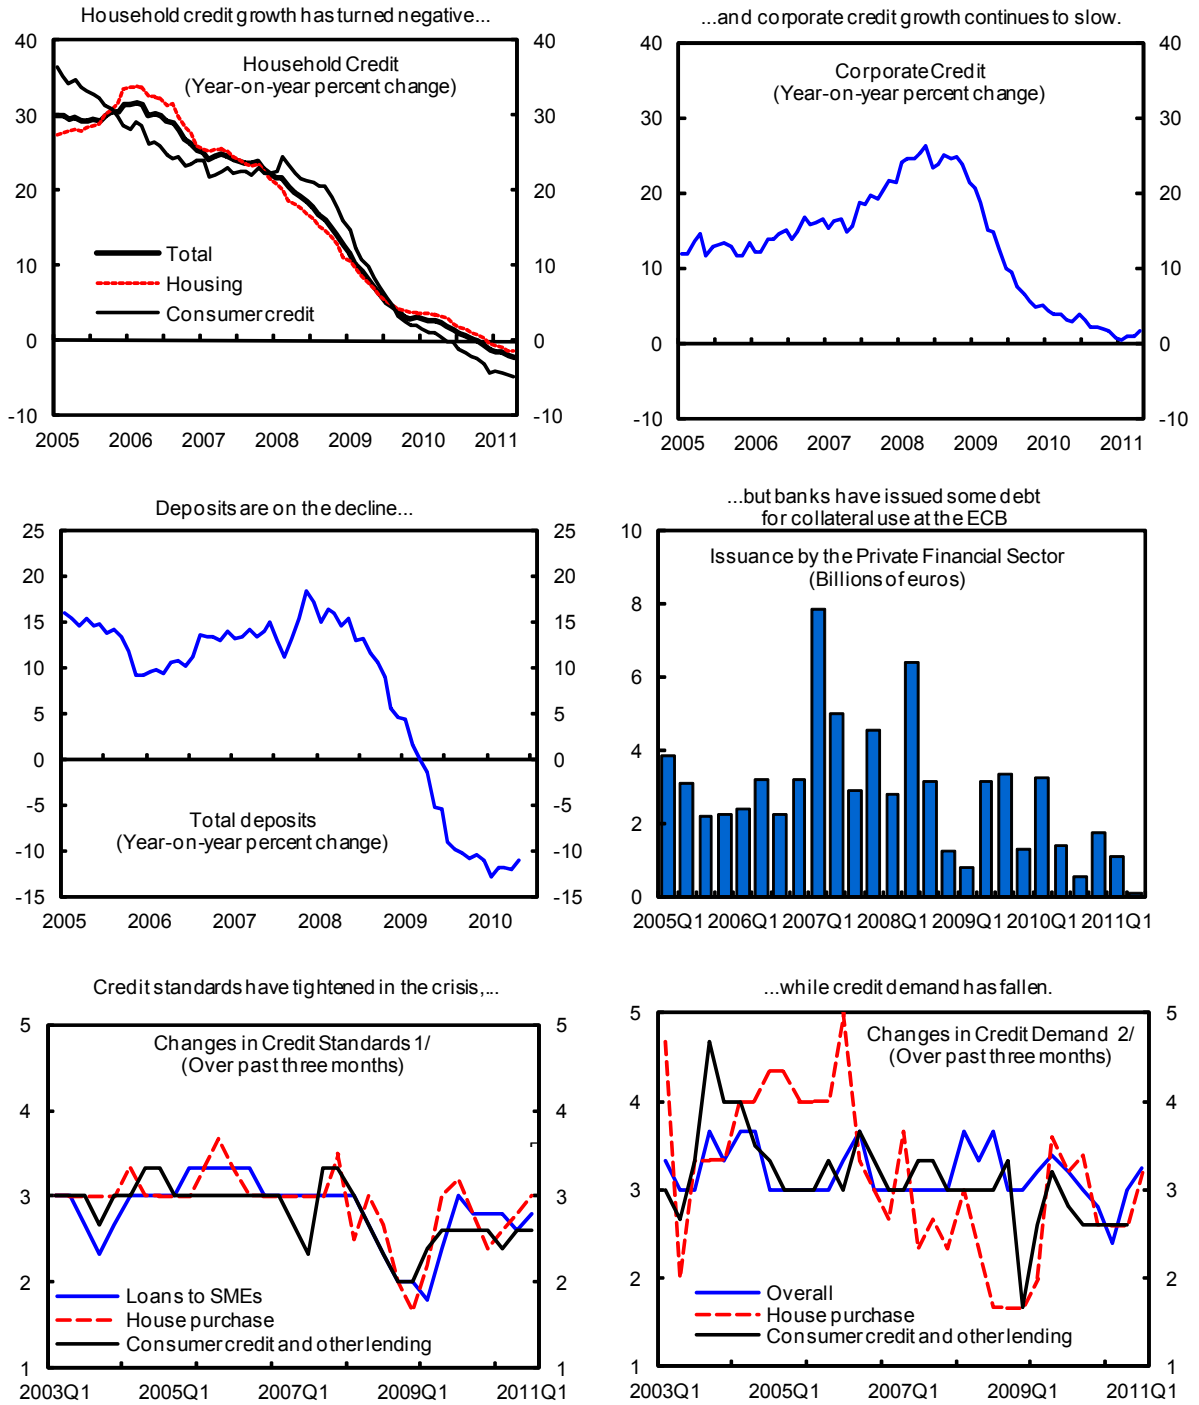 Household credit growth has turned negative...
40 40
Household Credit
(Year-on-year percent change)
30 30
20 20
Total
10 10
Housing
Consumer credit
0 0
-10 -10
2005 2006 2007 2008 2009 2010 2011
...and corporate credit growth continues to slow.
40 40
Corporate Credit
(Year-on-year percent change)
30 30
20 20
10 10
0 0
-10 -10
2005 2006 2007 2008 2009 2010 2011
Deposits are on the decline...
25 25
20 20
15 15
10 10
5 5
0 0
-5 -5
Total deposits
(Year-on-year percent change)
-10 -10
-15 -15
2005 2006 2007 2008 2009 2010
...but banks have issued some debt
for collateral use at the ECB
10
Issuance by the Private Financial Sector
(Billions of euros)
8
6
4
2
0
2005Q1 2006Q1 2007Q1 2008Q1 2009Q1 2010Q1 2011Q1
Credit standards have tightened in the crisis,...
5 5
Changes in Credit Standards 1/
(Over past three months)
4 4
3 3
2 2
Loans to SMEs
House purchase
Consumer credit and other lending
1 1
2003Q1 2005Q1 2007Q1 2009Q1 2011Q1
...while credit demand has fallen.
5 5
Changes in Credit Demand 2/
(Over past three months)
4 4
3 3
2 2
Overall
House purchase
Consumer credit and other lending
1 1
2003Q1 2005Q1 2007Q1 2009Q1 2011Q1